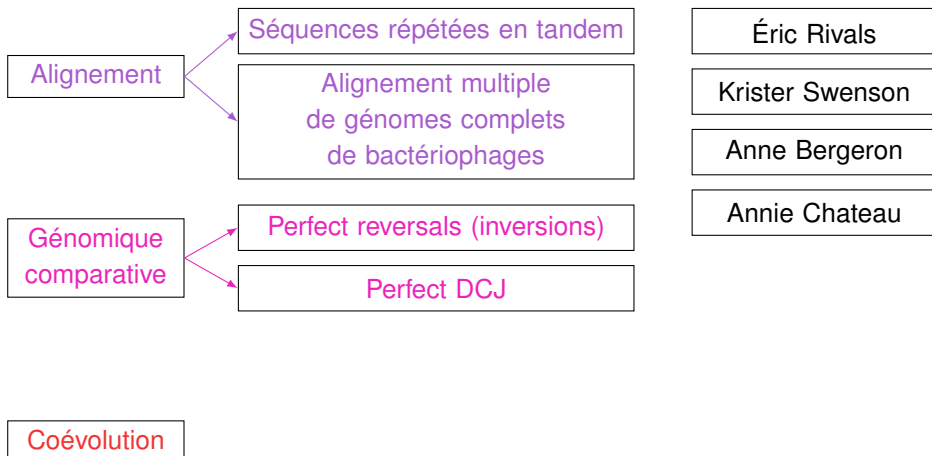 Alignement
Séquences répétées en tandem
Alignement multiple
de génomes complets
de bactériophages
Génomique
comparative
Perfect reversals (inversions)
Perfect DCJ
Coévolution
Éric Rivals
Krister Swenson
Anne Bergeron
Annie Chateau